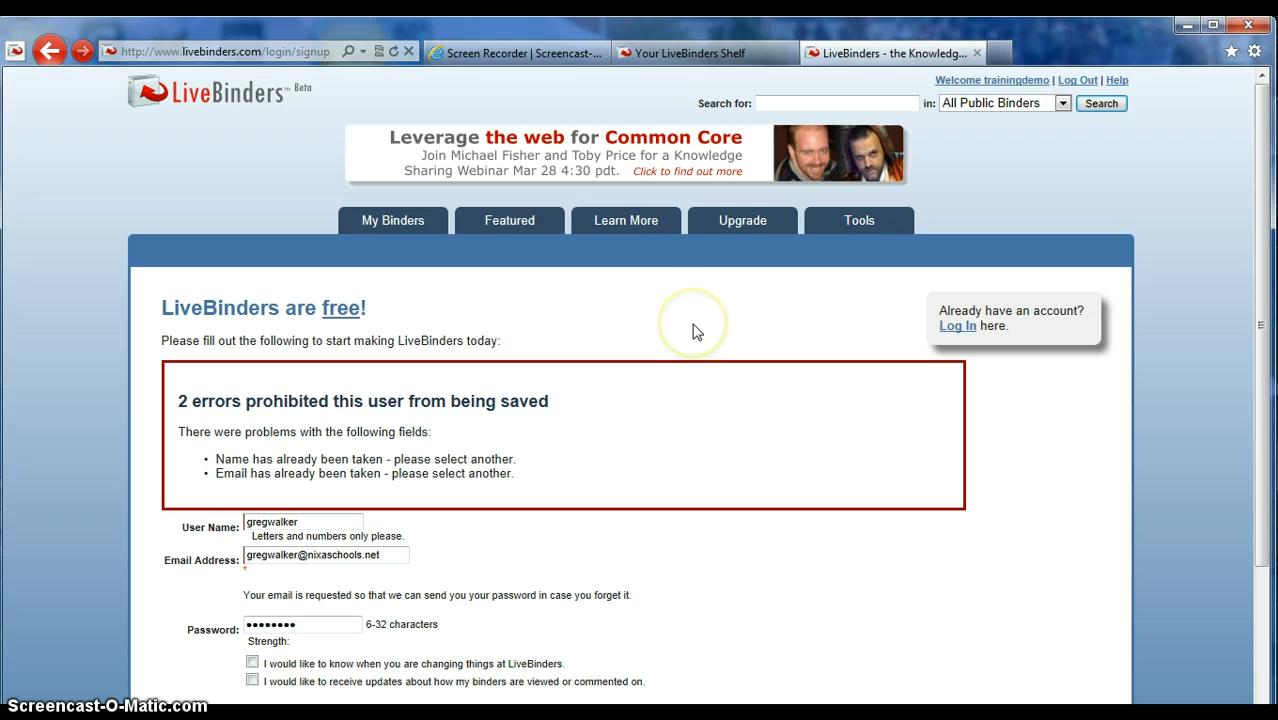 http://www.livebinders.com/login/signup
Screen Recorder | Screencast-...
Your LiveBinders Shelf
LiveBinders - the Knowledg...
LiveBinders™ Beta
Welcome trainingdemo | Log Out | Help
Search for:
in:
All Public Binders
Search
Leverage the web for Common Core
Join Michael Fisher and Toby Price for a Knowledge
Sharing Webinar Mar 28 4:30 pdt. Click to find out more
My Binders
Featured
Learn More
Upgrade
Tools
LiveBinders are free!
Already have an account?
Log In here.
Please fill out the following to start making LiveBinders today:
2 errors prohibited this user from being saved
There were problems with the following fields:
• Name has already been taken - please select another.
• Email has already been taken - please select another.
User Name: gregwalker
Letters and numbers only please.
Email Address: gregwalker@nixaschools.net
*
Your email is requested so that we can send you your password in case you forget it.
Password: •••••••• 6-32 characters
Strength:
I would like to know when you are changing things at LiveBinders.
I would like to receive updates about how my binders are viewed or commented on.
Screencast-O-Matic.com